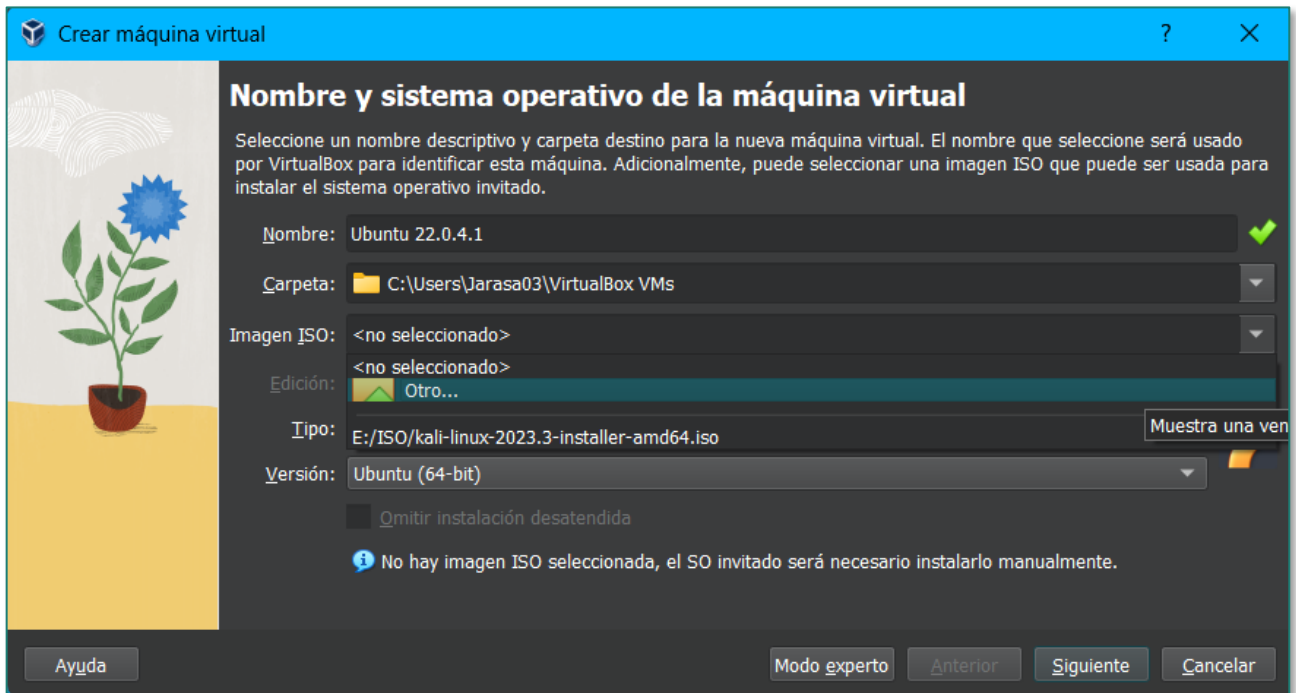 Crear máquina virtual
?
Nombre y sistema operativo de la máquina virtual
Seleccione un nombre descriptivo y carpeta destino para la nueva máquina virtual. El nombre que seleccione será usado
por VirtualBox para identificar esta máquina. Adicionalmente, puede seleccionar una imagen ISO que puede ser usada para
instalar el sistema operativo invitado.
Nombre: Ubuntu 22.0.4.1
Carpeta: C:\Users\Jarasa03\VirtualBox VMs
Imagen ISO: <no seleccionado>
<no seleccionado>
Edición: Otro...
Tipo: E:/ISO/kali-linux-2023.3-installer-amd64.iso Muestra una ven
Versión: Ubuntu (64-bit)
Omitir instalación desatendida
No hay imagen ISO seleccionada, el SO invitado será necesario instalarlo manualmente.
Ayuda Modo experto Anterior Siguiente Cancelar